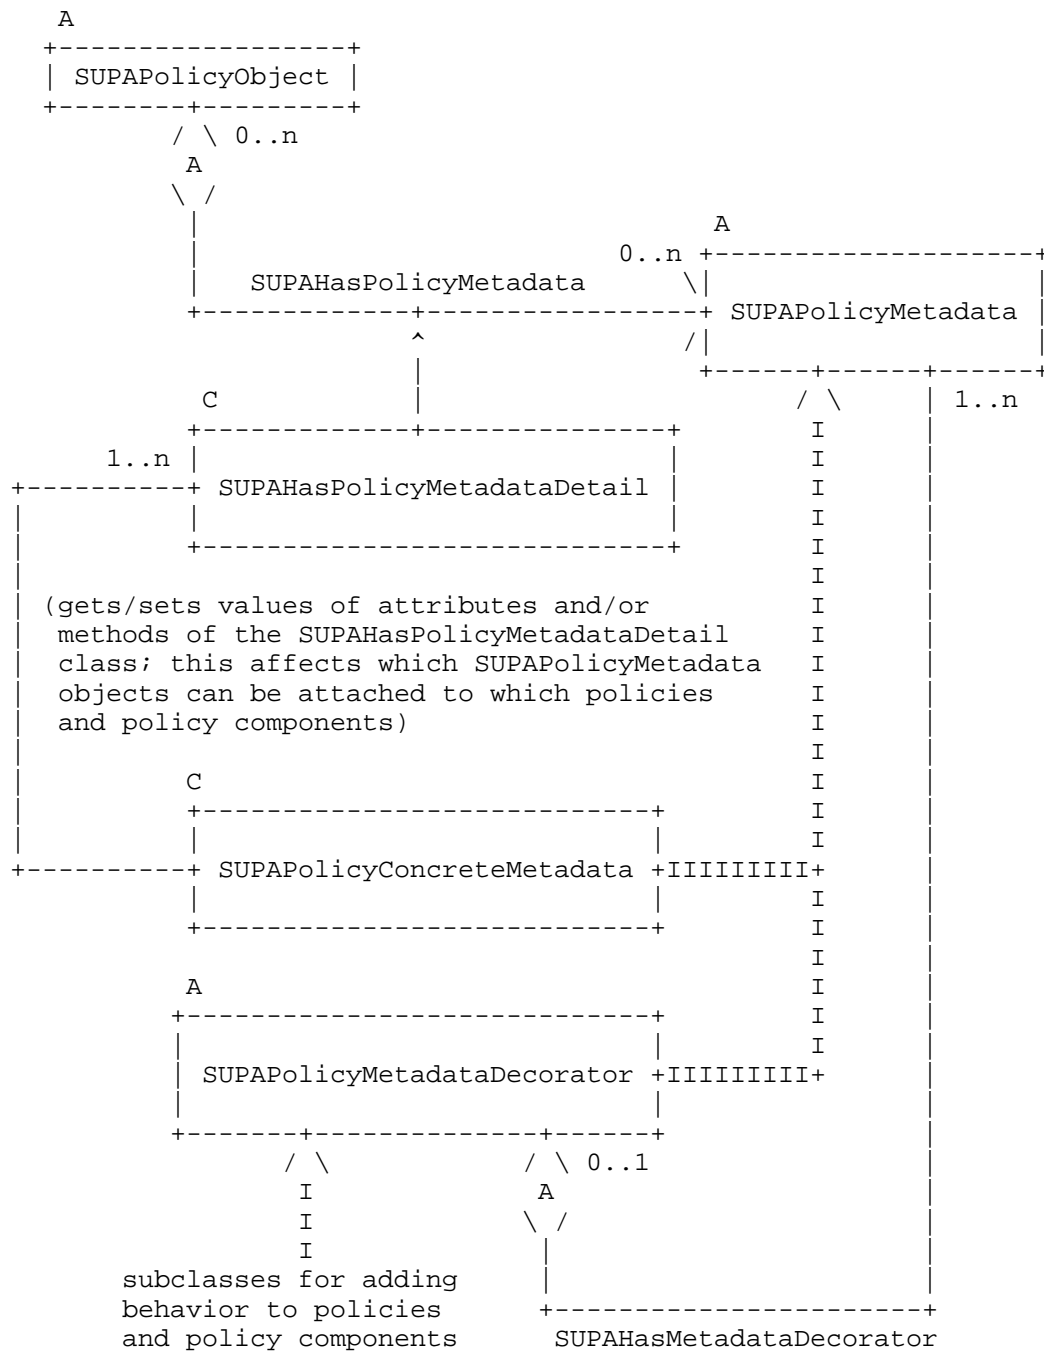 A
SUPAPolicyObject
0..n
A
A
0..n
SUPAHasPolicyMetadata
SUPAPolicyMetadata
C
1..n
I
1..n
I
SUPAHasPolicyMetadataDetail I
I
I
I
(gets/sets values of attributes and/or I
methods of the SUPAHasPolicyMetadataDetail I
class; this affects which SUPAPolicyMetadata I
objects can be attached to which policies I
and policy components) I
I
C I
I
I
SUPAPolicyConcreteMetadata +IIIIIIIII+
I
I
I
A I
I
I
SUPAPolicyMetadataDecorator +IIIIIIIII+
0..1
I A
I
I
subclasses for adding
behavior to policies
and policy components SUPAHasMetadataDecorator